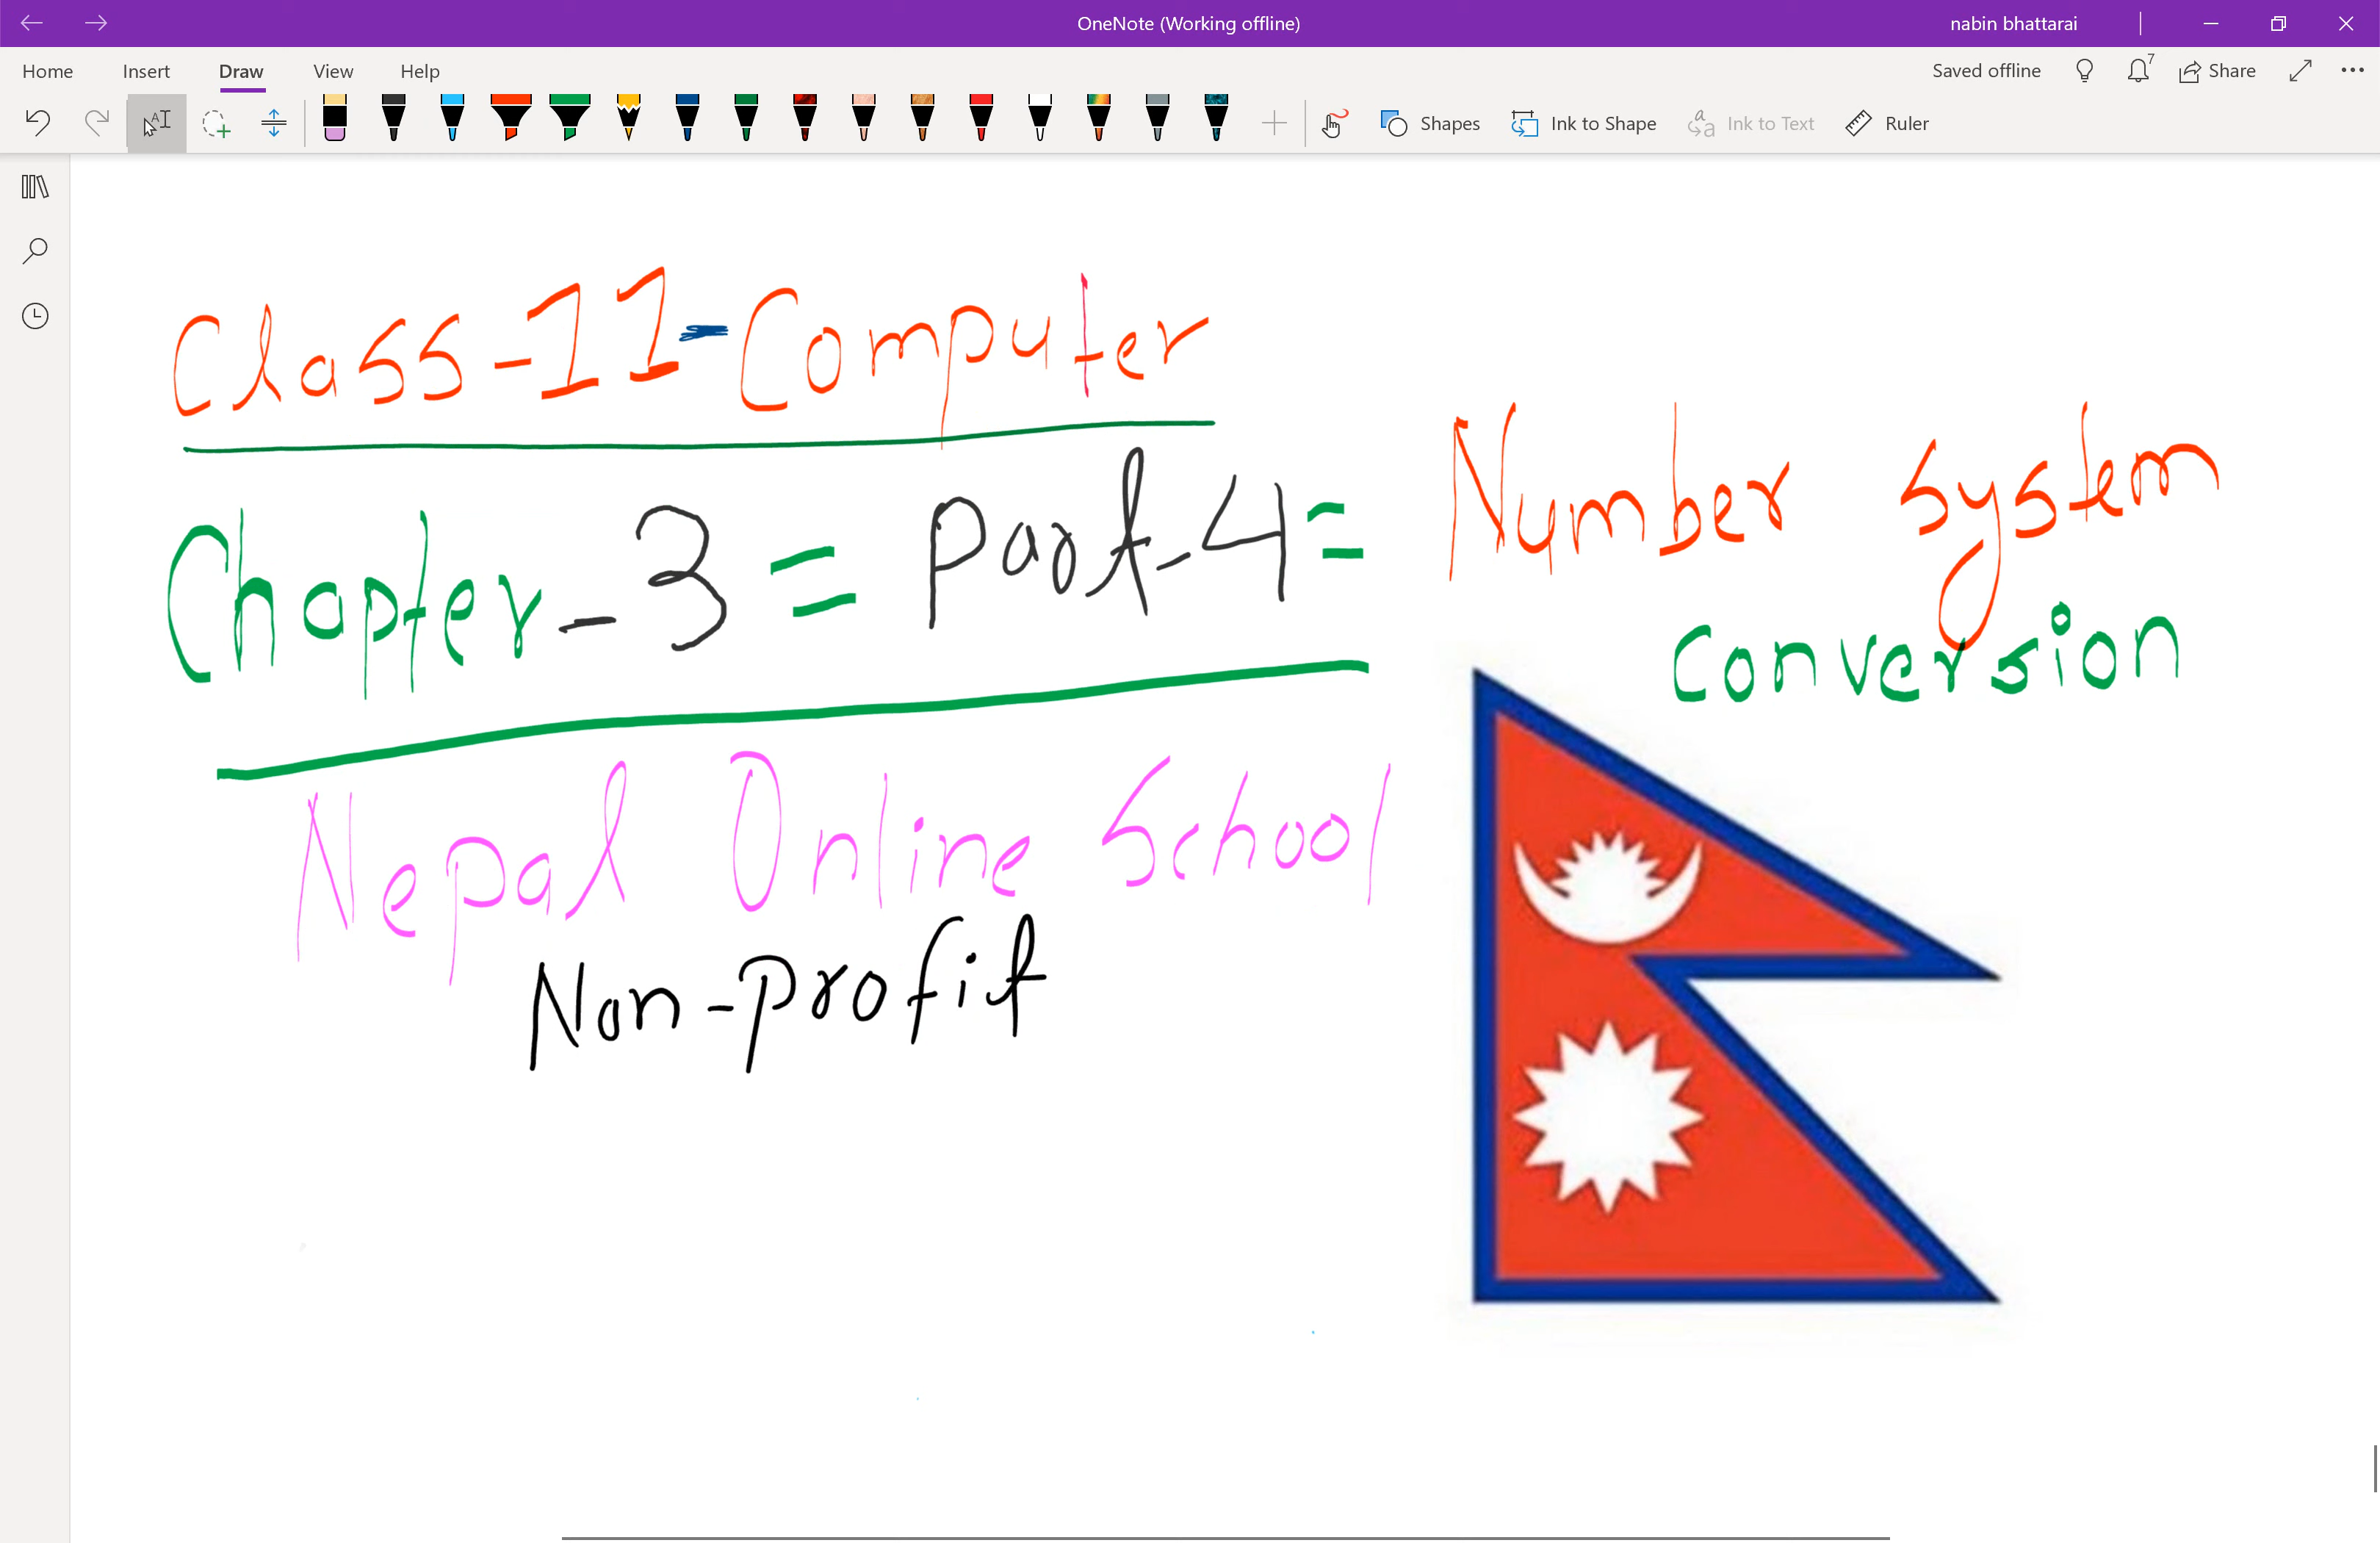 OneNote (Working offline)
nabin bhattarai
Home Insert Draw View Help
Saved offline 7 Share
Shapes Ink to Shape Ink to Text Ruler
Class-11-Computer
Chapter-3 = Part-4 = Number system
Conversion
Nepal Online School
Non-profit